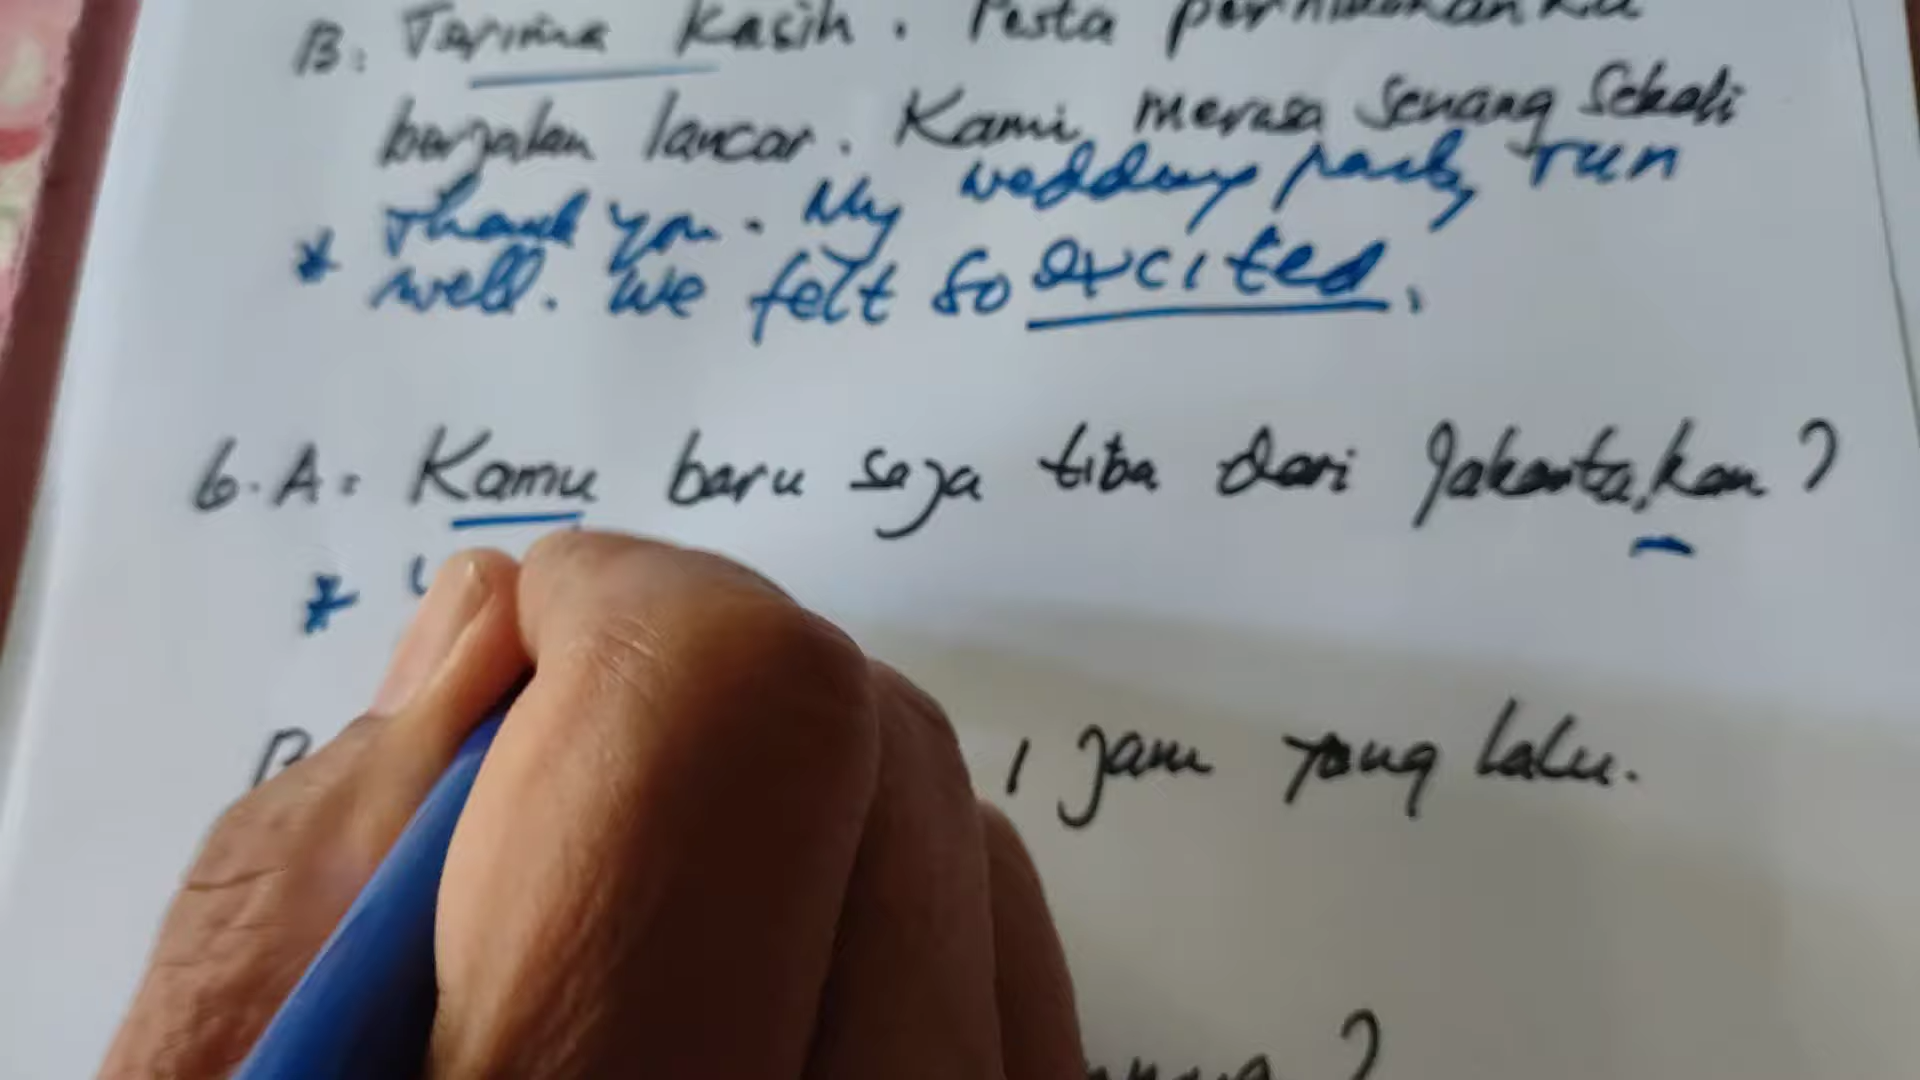 B: Terima kasih. Pesta pernikahanku
berjalan lancar. Kami merasa senang sekali
* Thank you. My wedding party run
well. We felt so excited.
6. A: Kamu baru saja tiba dari Jakarta, kan?
*
B
1 jam yang lalu.
?